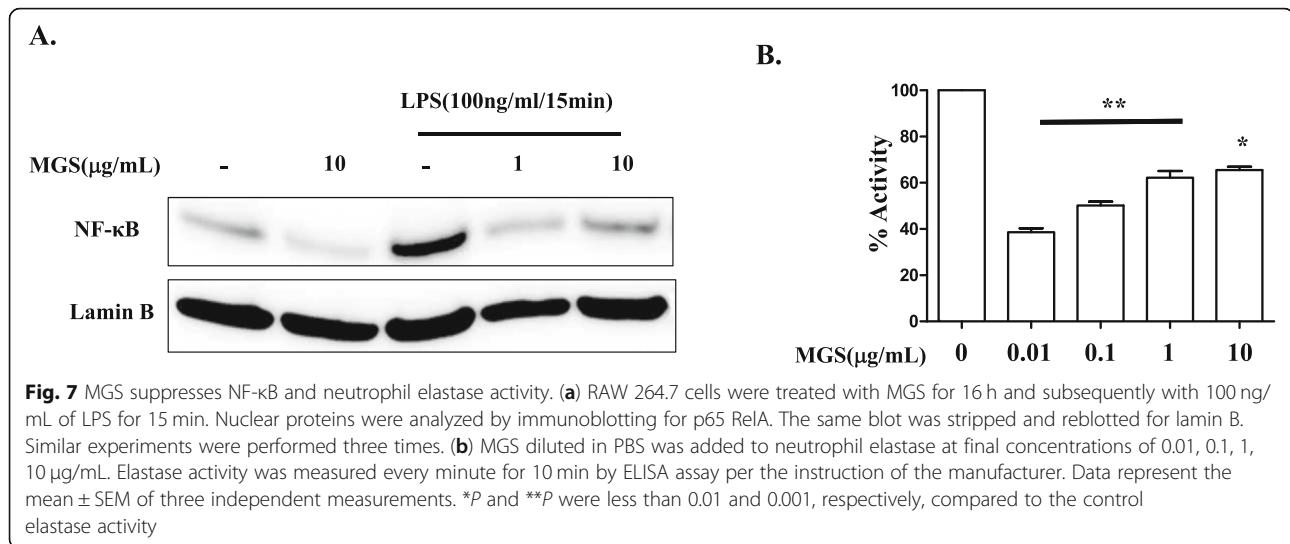 A.
LPS(100ng/ml/15min)
MGS(μg/mL) - 10 - 1 10
NF-κB
Lamin B
B.
% Activity
100
80
60
40
20
0
**
*
MGS(μg/mL) 0 0.01 0.1 1 10
Fig. 7 MGS suppresses NF-κB and neutrophil elastase activity. (a) RAW 264.7 cells were treated with MGS for 16 h and subsequently with 100 ng/
mL of LPS for 15 min. Nuclear proteins were analyzed by immunoblotting for p65 RelA. The same blot was stripped and reblotted for lamin B.
Similar experiments were performed three times. (b) MGS diluted in PBS was added to neutrophil elastase at final concentrations of 0.01, 0.1, 1,
10 μg/mL. Elastase activity was measured every minute for 10 min by ELISA assay per the instruction of the manufacturer. Data represent the
mean ± SEM of three independent measurements. *P and **P were less than 0.01 and 0.001, respectively, compared to the control
elastase activity